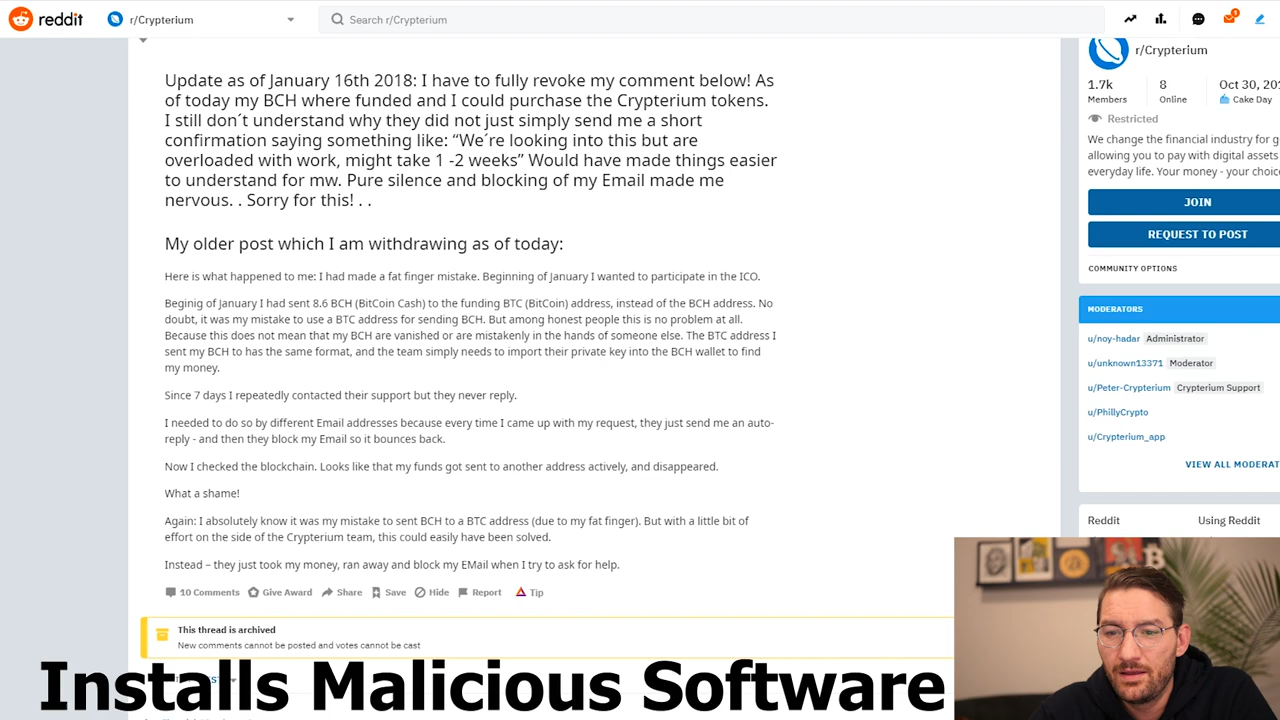 reddit
r/Crypterium
Search r/Crypterium
Update as of January 16th 2018: I have to fully revoke my comment below! As
of today my BCH where funded and I could purchase the Crypterium tokens.
I still don´t understand why they did not just simply send me a short
confirmation saying something like: “We´re looking into this but are
overloaded with work, might take 1 -2 weeks” Would have made things easier
to understand for mw. Pure silence and blocking of my Email made me
nervous. . Sorry for this! . .
My older post which I am withdrawing as of today:
Here is what happened to me: I had made a fat finger mistake. Beginning of January I wanted to participate in the ICO.
Beginig of January I had sent 8.6 BCH (BitCoin Cash) to the funding BTC (BitCoin) address, instead of the BCH address. No
doubt, it was my mistake to use a BTC address for sending BCH. But among honest people this is no problem at all.
Because this does not mean that my BCH are vanished or are mistakenly in the hands of someone else. The BTC address I
sent my BCH to has the same format, and the team simply needs to import their private key into the BCH wallet to find
my money.
Since 7 days I repeatedly contacted their support but they never reply.
I needed to do so by different Email addresses because every time I came up with my request, they just send me an auto-
reply - and then they block my Email so it bounces back.
Now I checked the blockchain. Looks like that my funds got sent to another address actively, and disappeared.
What a shame!
Again: I absolutely know it was my mistake to sent BCH to a BTC address (due to my fat finger). But with a little bit of
effort on the side of the Crypterium team, this could easily have been solved.
Instead – they just took my money, ran away and block my EMail when I try to ask for help.
10 Comments Give Award Share Save Hide Report Tip
This thread is archived
New comments cannot be posted and votes cannot be cast
Installs Malicious Software
r/Crypterium
1.7k 8 Oct 30, 201
Members Online Cake Day
Restricted
We change the financial industry for g
allowing you to pay with digital assets
everyday life. Your money - your choic
JOIN
REQUEST TO POST
COMMUNITY OPTIONS
MODERATORS
u/noy-hadar Administrator
u/unknown13371 Moderator
u/Peter-Crypterium Crypterium Support
u/PhillyCrypto
u/Crypterium_app
VIEW ALL MODERAT
Reddit Using Reddit